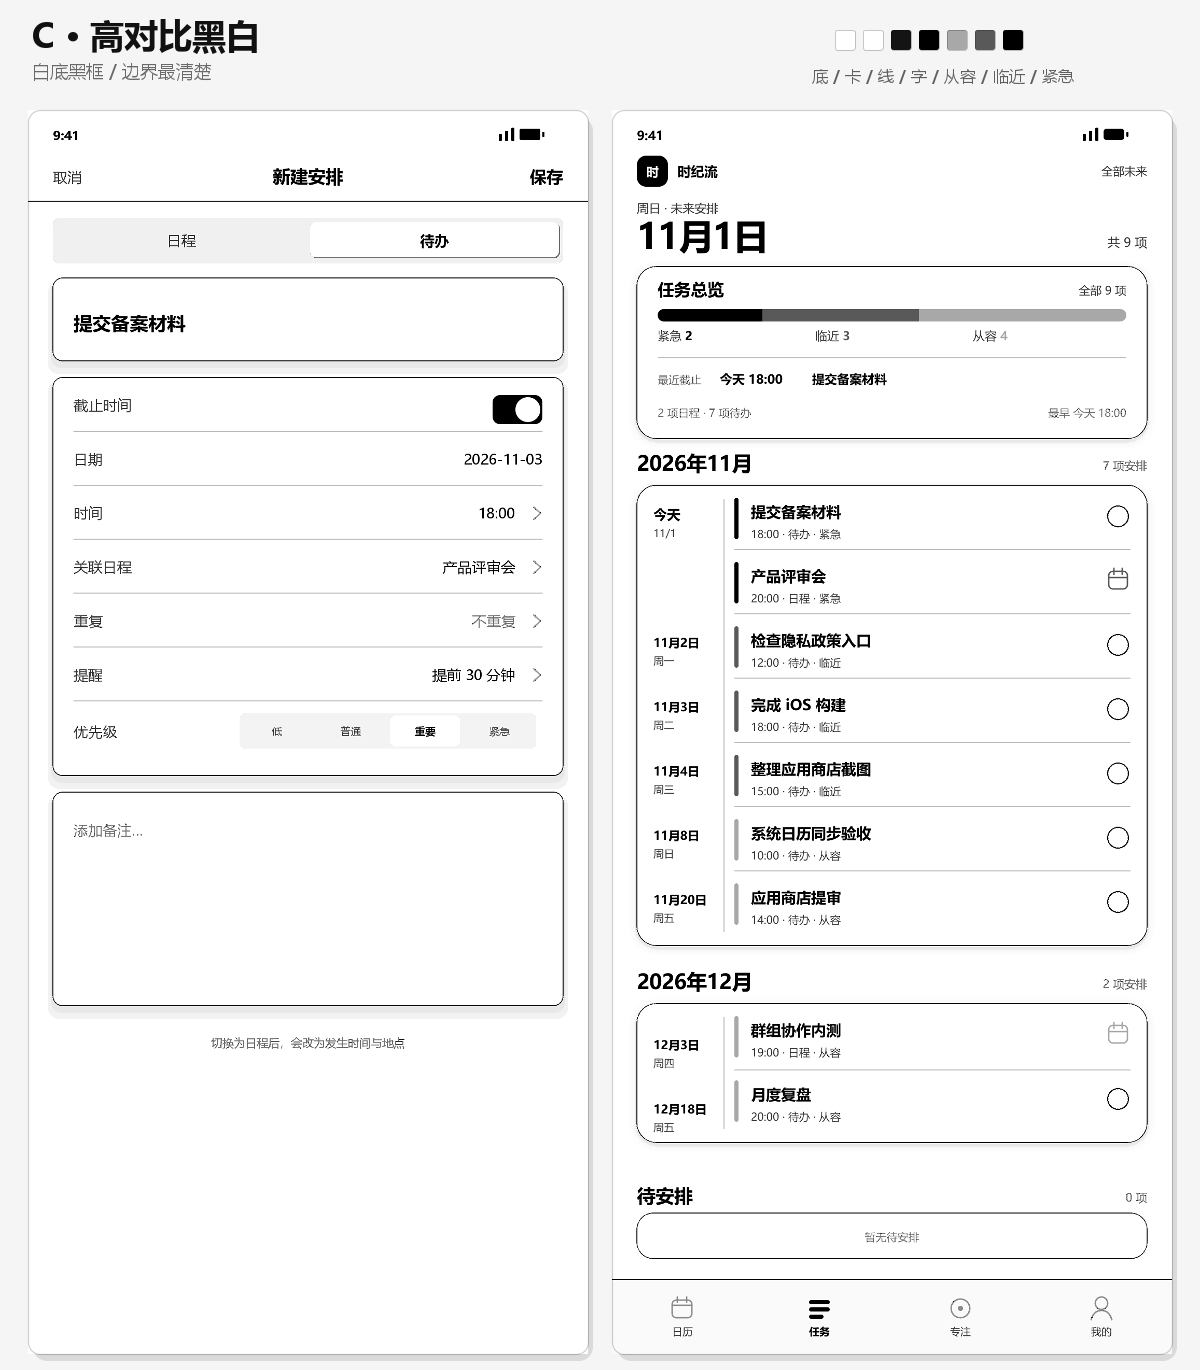 C · 高对比黑白
白底黑框 / 边界最清楚
底 / 卡 / 线 / 字 / 从容 / 临近 / 紧急
9:41
取消
新建安排
保存
日程
待办
提交备案材料
截止时间
日期
2026-11-03
时间
18:00
关联日程
产品评审会
重复
不重复
提醒
提前 30 分钟
优先级
低
普通
重要
紧急
添加备注...
切换为日程后，会改为发生时间与地点
9:41
时
时纪流
全部未来
周日 · 未来安排
11月1日
共 9 项
任务总览
全部 9 项
紧急 2
临近 3
从容 4
最近截止
今天 18:00
提交备案材料
2 项日程 · 7 项待办
最早 今天 18:00
2026年11月
7 项安排
今天
11/1
提交备案材料
18:00 · 待办 · 紧急
产品评审会
20:00 · 日程 · 紧急
11月2日
周一
检查隐私政策入口
12:00 · 待办 · 临近
11月3日
周二
完成 iOS 构建
18:00 · 待办 · 临近
11月4日
周三
整理应用商店截图
15:00 · 待办 · 临近
11月8日
周日
系统日历同步验收
10:00 · 待办 · 从容
11月20日
周五
应用商店提审
14:00 · 待办 · 从容
2026年12月
2 项安排
12月3日
周四
群组协作内测
19:00 · 日程 · 从容
12月18日
周五
月度复盘
20:00 · 待办 · 从容
待安排
0 项
暂无待安排
日历
任务
专注
我的